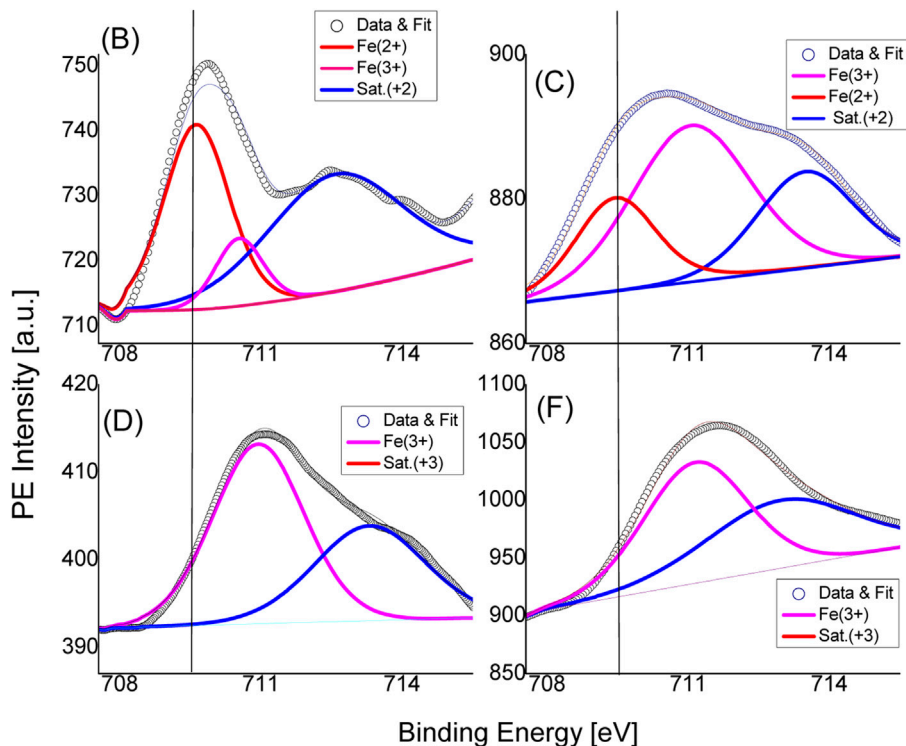 (B)
Data & Fit
Fe(2+)
Fe(3+)
Sat.(+2)
750
740
730
720
710
708
711
714
(C)
Data & Fit
Fe(3+)
Fe(2+)
Sat.(+2)
900
880
860
708
711
714
(D)
Data & Fit
Fe(3+)
Sat.(+3)
420
410
400
390
708
711
714
(F)
Data & Fit
Fe(3+)
Sat.(+3)
1100
1050
1000
950
900
850
708
711
714
PE Intensity [a.u.]
Binding Energy [eV]